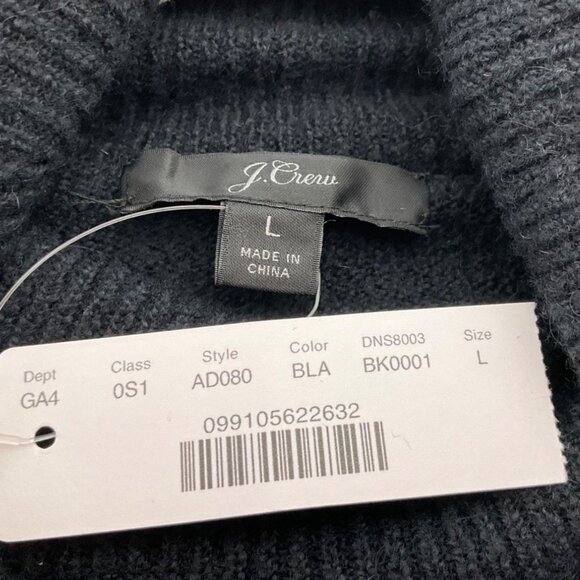 J.Crew
L
MADE IN
CHINA
Dept Class Style Color DNS8003 Size
GA4 0S1 AD080 BLA BK0001 L
099105622632